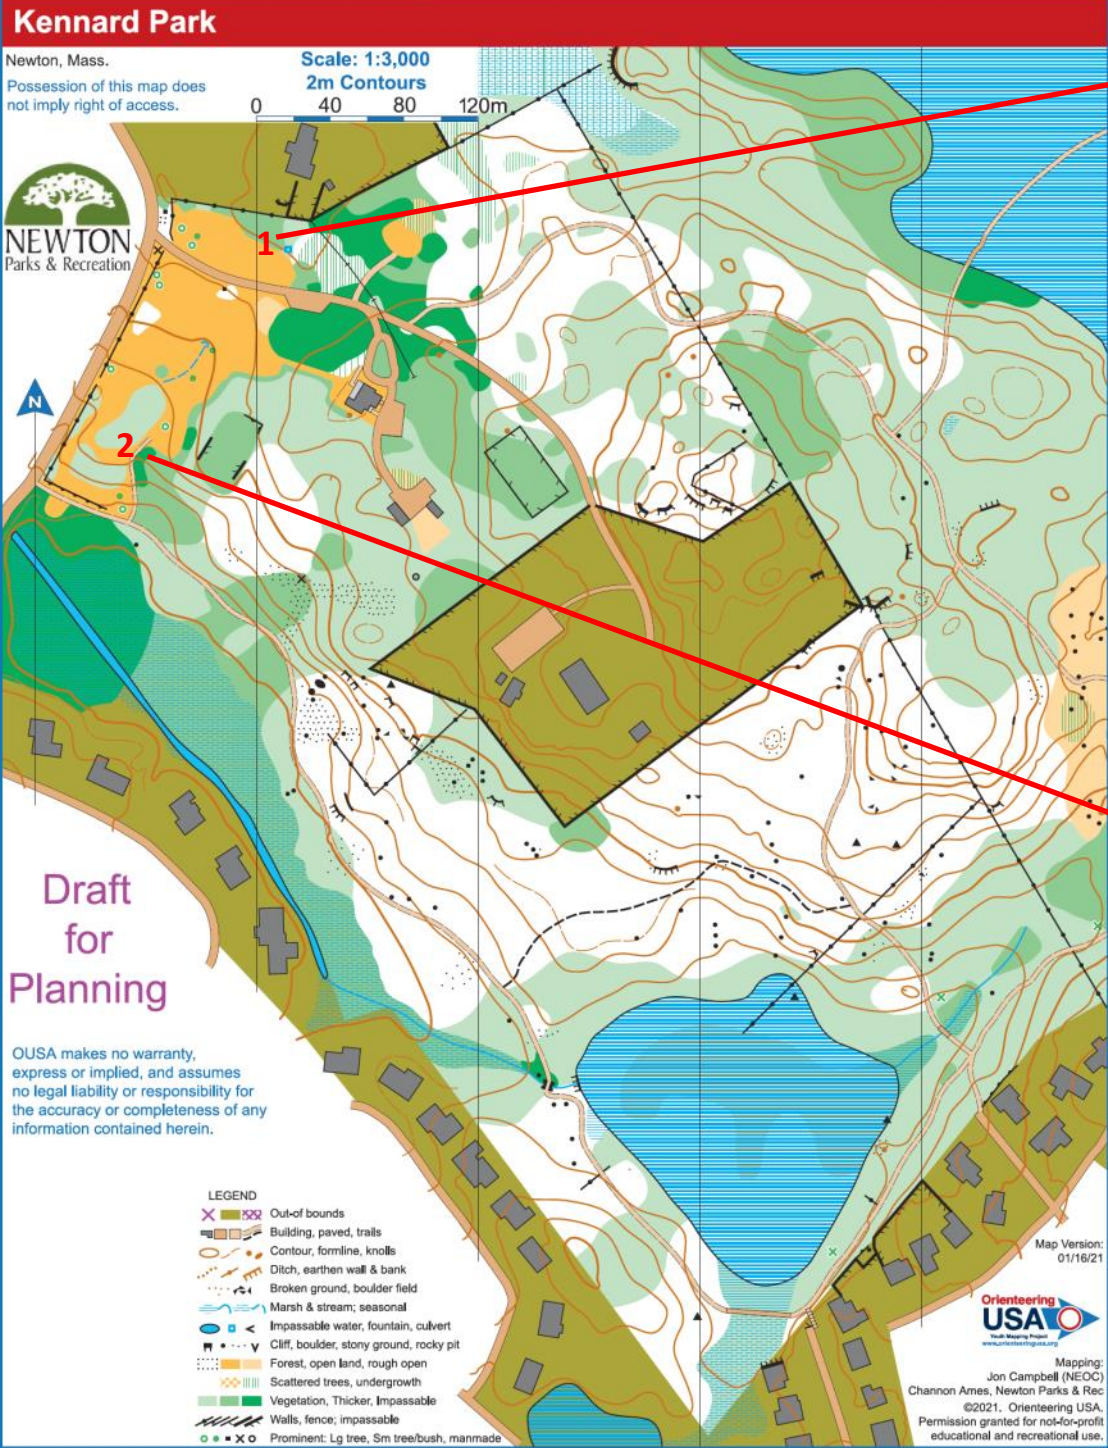 Kennard Park
Newton, Mass.
Possession of this map does
not imply right of access.
Scale: 1:3,000
2m Contours
0 40 80 120m
NEWTON
Parks & Recreation
1
N
2
Draft
for
Planning
OUSA makes no warranty,
express or implied, and assumes
no legal liability or responsibility for
the accuracy or completeness of any
information contained herein.
LEGEND
Out-of bounds
Building, paved, trails
Contour, formline, knolls
Ditch, earthen wall & bank
Broken ground, boulder field
Marsh & stream; seasonal
Impassable water, fountain, culvert
Cliff, boulder, stony ground, rocky pit
Forest, open land, rough open
Scattered trees, undergrowth
Vegetation, Thicker, Impassable
Walls, fence; impassable
Prominent: Lg tree, Sm tree/bush, manmade
Map Version:
01/16/21
Orienteering
USA
Youth Mapping Project
www.orienteeringusa.org
Mapping:
Jon Campbell (NEOC)
Channon Ames, Newton Parks & Rec
©2021, Orienteering USA.
Permission granted for not-for-profit
educational and recreational use.